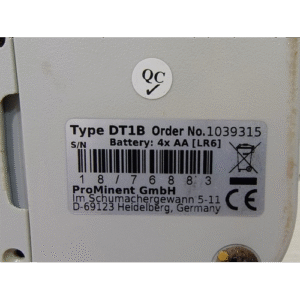 QC
Type DT1B Order No.1039315
S/N Battery: 4x AA [LR6]
18/76883
ProMinent GmbH
Im Schumachergewann 5-11
D-69123 Heidelberg, Germany